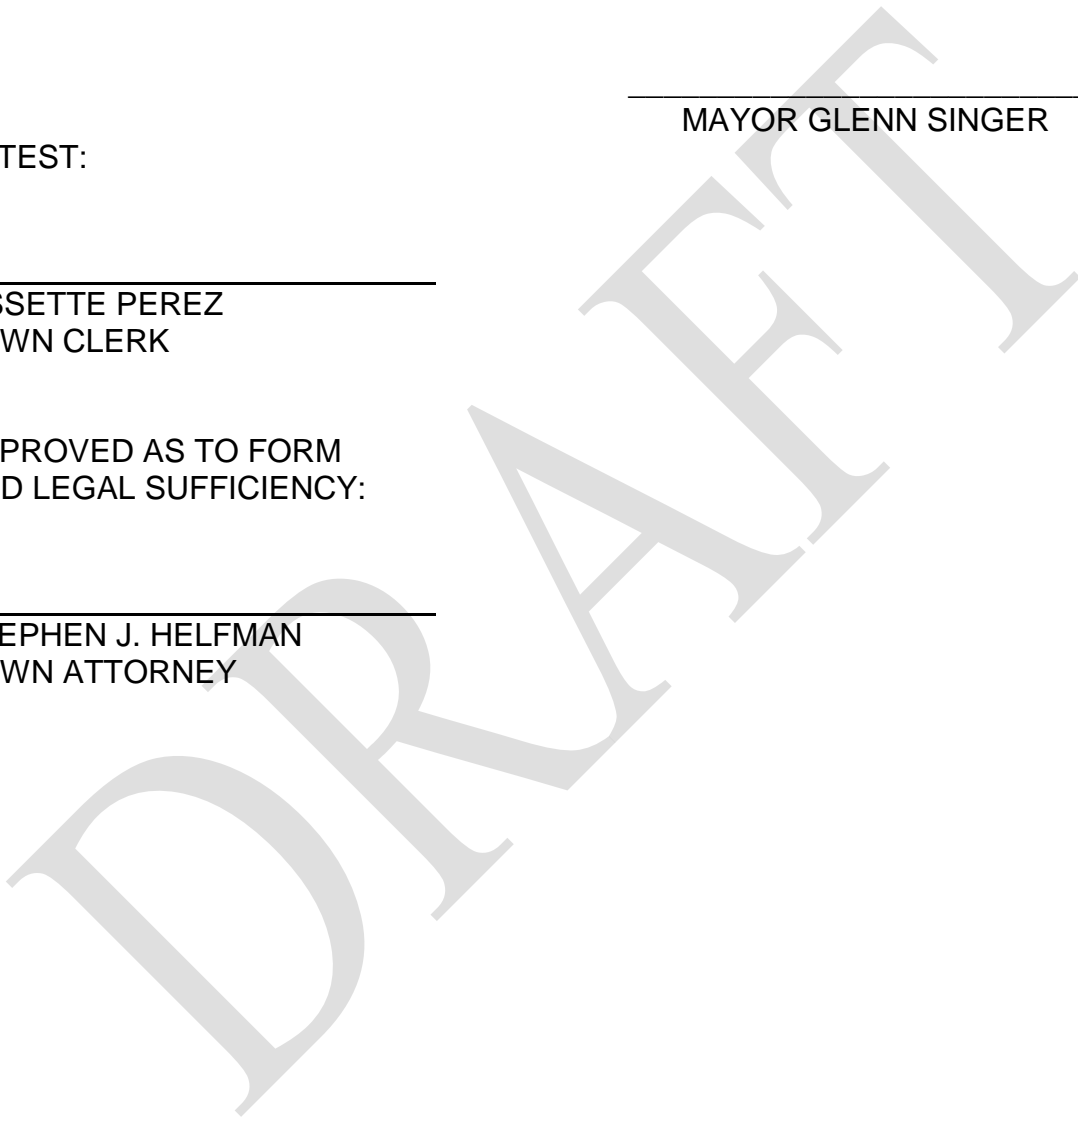 MAYOR GLENN SINGER
TEST:
SSETTE PEREZ
WN CLERK
PROVED AS TO FORM
D LEGAL SUFFICIENCY:
EPHEN J. HELFMAN
WN ATTORNEY
DRAFT